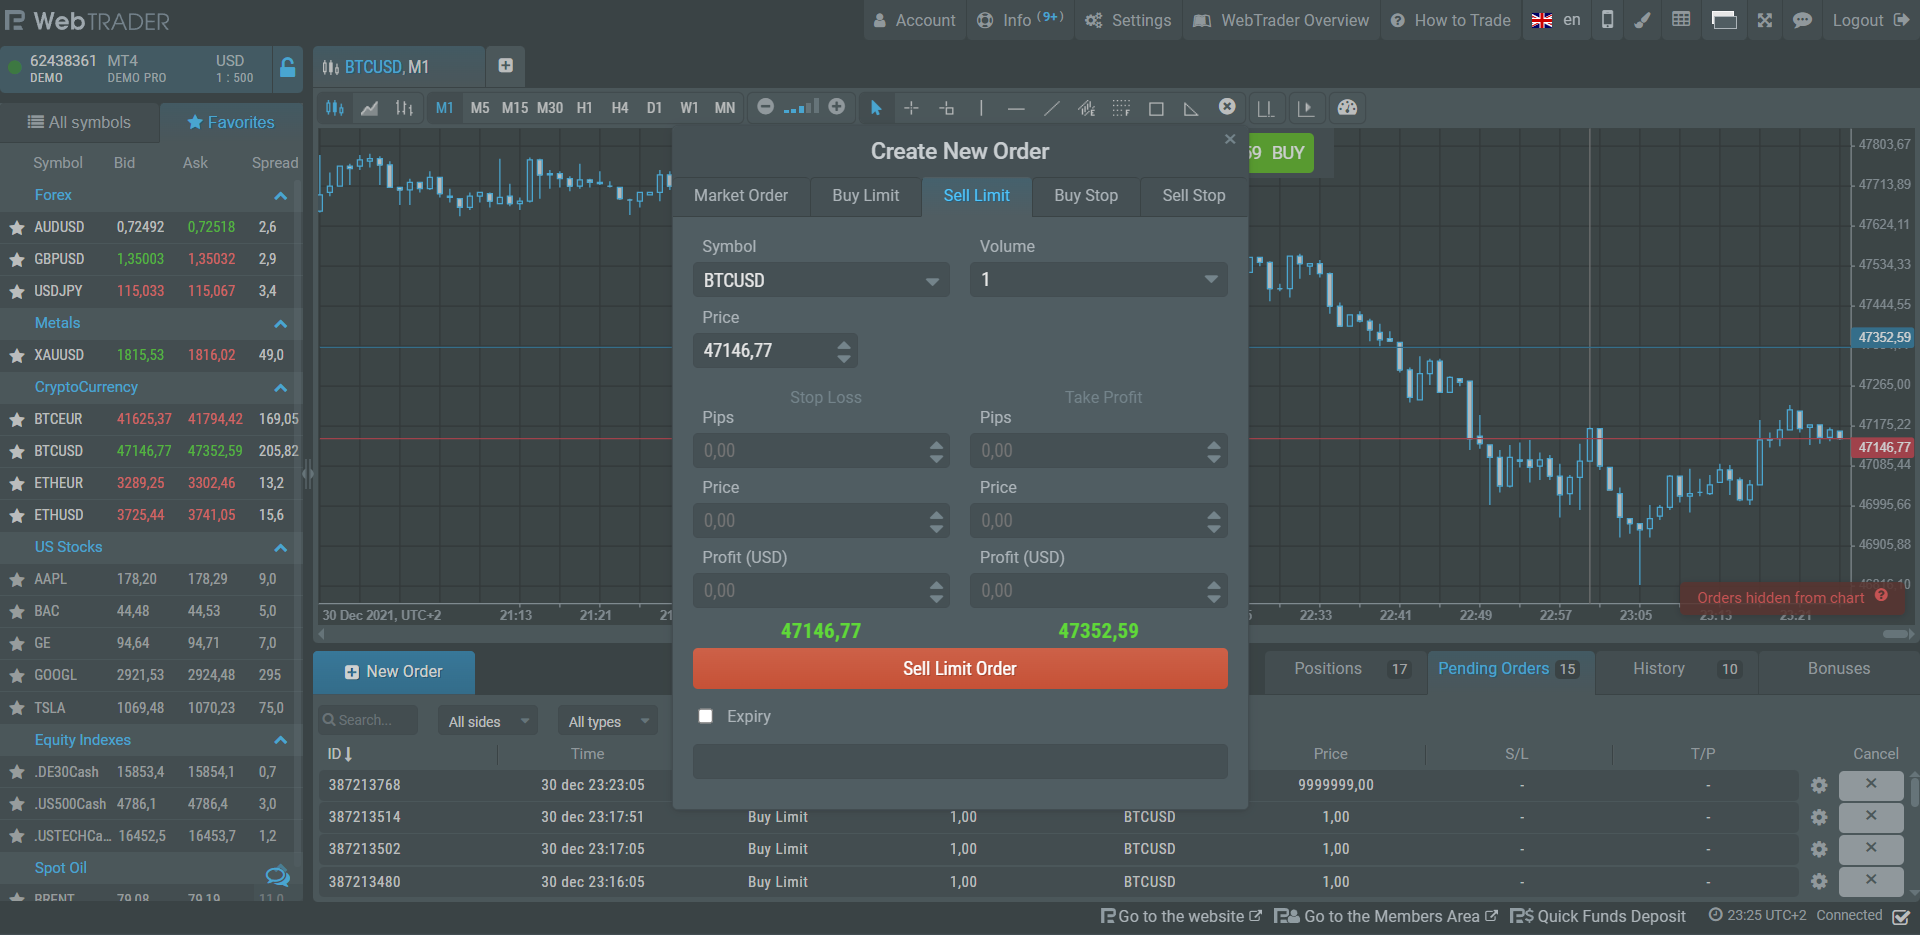 WebTRADER
Account
Info (9+)
Settings
WebTrader Overview
How to Trade
en
Logout
62438361 MT4 USD
DEMO DEMO PRO 1 : 500
BTCUSD, M1
All symbols
Favorites
M1 M5 M15 M30 H1 H4 D1 W1 MN
Symbol Bid Ask Spread
Forex
AUDUSD 0,72492 0,72518 2,6
GBPUSD 1,35003 1,35032 2,9
USDJPY 115,033 115,067 3,4
Metals
XAUUSD 1815,53 1816,02 49,0
CryptoCurrency
BTCEUR 41625,37 41794,42 169,05
BTCUSD 47146,77 47352,59 205,82
ETHEUR 3289,25 3302,46 13,2
ETHUSD 3725,44 3741,05 15,6
US Stocks
AAPL 178,20 178,29 9,0
BAC 44,48 44,53 5,0
GE 94,64 94,71 7,0
GOOGL 2921,53 2924,48 295
TSLA 1069,48 1070,23 75,0
Equity Indexes
.DE30Cash 15853,4 15854,1 0,7
.US500Cash 4786,1 4786,4 3,0
.USTECHCa... 16452,5 16453,7 1,2
Spot Oil
BRENT 79,08 79,19 11,0
59 BUY
47803,67
47713,89
47624,11
47534,33
47444,55
47352,59
47265,00
47175,22
47146,77
47085,44
46995,66
46905,88
30 Dec 2021, UTC+2 21:13 21:21
22:33 22:41 22:49 22:57 23:05 23:13 23:21
Orders hidden from chart
Create New Order
Market Order
Buy Limit
Sell Limit
Buy Stop
Sell Stop
Symbol Volume
BTCUSD 1
Price
47146,77
Stop Loss Take Profit
Pips Pips
0,00 0,00
Price Price
0,00 0,00
Profit (USD) Profit (USD)
0,00 0,00
47146,77 47352,59
Sell Limit Order
Expiry
New Order
Positions 17
Pending Orders 15
History 10
Bonuses
Search...
All sides
All types
ID Time Price S/L T/P Cancel
387213768 30 dec 23:23:05 9999999,00 - -
387213514 30 dec 23:17:51 Buy Limit 1,00 BTCUSD 1,00 - -
387213502 30 dec 23:17:05 Buy Limit 1,00 BTCUSD 1,00 - -
387213480 30 dec 23:16:05 Buy Limit 1,00 BTCUSD 1,00 - -
Go to the website
Go to the Members Area
Quick Funds Deposit
23:25 UTC+2 Connected